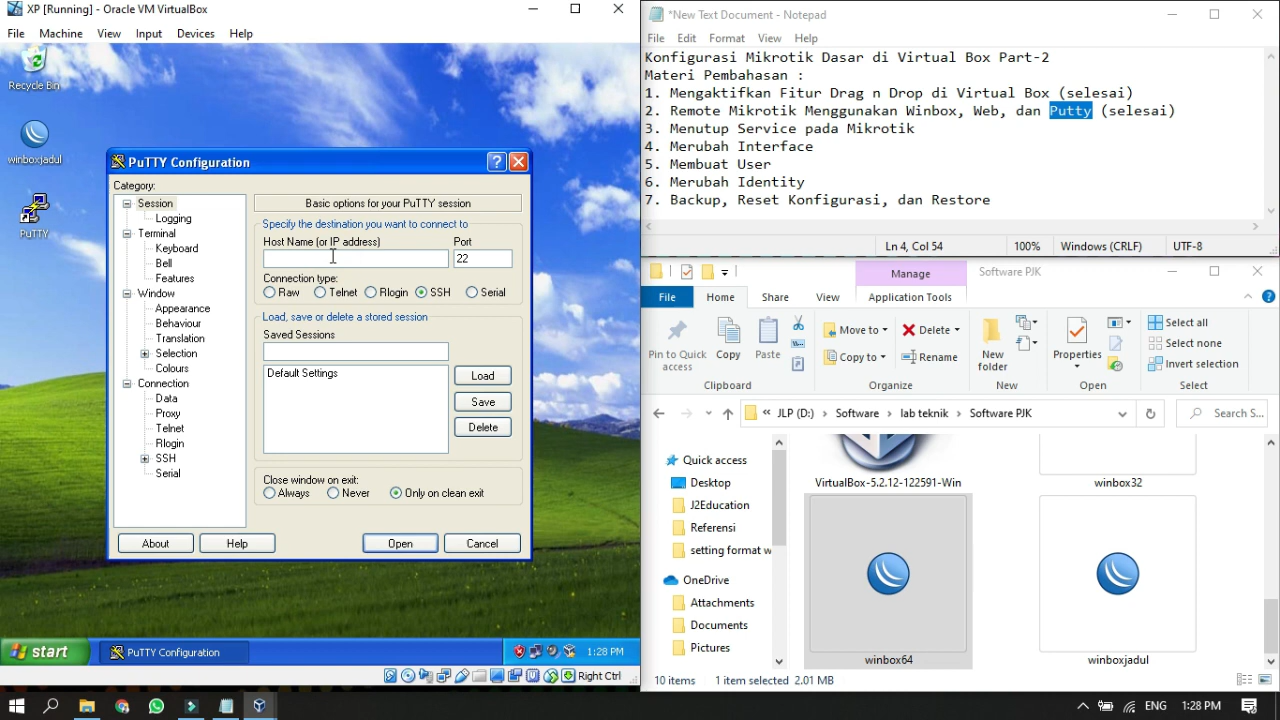 XP [Running] - Oracle VM VirtualBox
File Machine View Input Devices Help
Recycle Bin
winboxjadul
PuTTY
PuTTY Configuration
Category:
Session
Logging
Terminal
Keyboard
Bell
Features
Window
Appearance
Behaviour
Translation
Selection
Colours
Connection
Data
Proxy
Telnet
Rlogin
SSH
Serial
Basic options for your PuTTY session
Specify the destination you want to connect to
Host Name (or IP address) Port
22
Connection type:
Raw Telnet Rlogin SSH Serial
Load, save or delete a stored session
Saved Sessions
Default Settings
Load
Save
Delete
Close window on exit:
Always Never Only on clean exit
About Help Open Cancel
start PuTTY Configuration 1:28 PM
Right Ctrl
*New Text Document - Notepad
File Edit Format View Help
Konfigurasi Mikrotik Dasar di Virtual Box Part-2
Materi Pembahasan :
1. Mengaktifkan Fitur Drag n Drop di Virtual Box (selesai)
2. Remote Mikrotik Menggunakan Winbox, Web, dan Putty (selesai)
3. Menutup Service pada Mikrotik
4. Merubah Interface
5. Membuat User
6. Merubah Identity
7. Backup, Reset Konfigurasi, dan Restore
Ln 4, Col 54 100% Windows (CRLF) UTF-8
Manage Software PJK
File Home Share View Application Tools
Pin to Quick access
Copy
Paste
Clipboard
Move to
Copy to
Delete
Rename
Organize
New folder
New
Properties
Open
Select all
Select none
Invert selection
Select
« JLP (D:) › Software › lab teknik › Software PJK
Search S...
Quick access
Desktop
J2Education
Referensi
setting format w
OneDrive
Attachments
Documents
Pictures
VirtualBox-5.2.12-122591-Win
winbox32
winbox64
winboxjadul
10 items 1 item selected 2.01 MB
ENG 1:28 PM